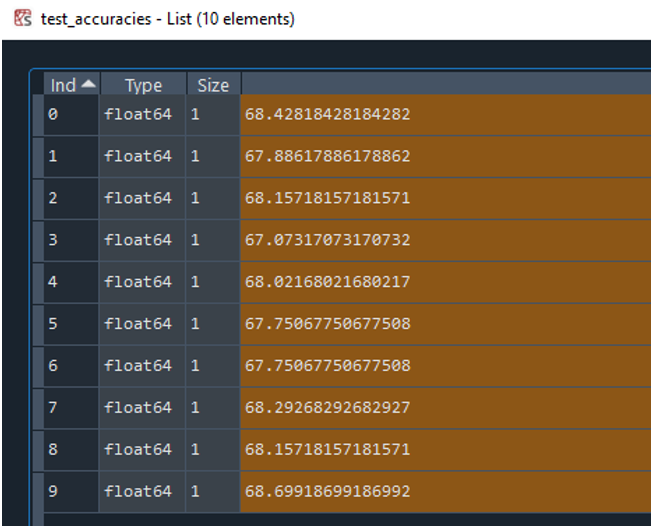 test_accuracies - List (10 elements)
Ind Type Size
0 float64 1 68.42818428184282
1 float64 1 67.88617886178862
2 float64 1 68.15718157181571
3 float64 1 67.07317073170732
4 float64 1 68.02168021680217
5 float64 1 67.75067750677508
6 float64 1 67.75067750677508
7 float64 1 68.29268292682927
8 float64 1 68.15718157181571
9 float64 1 68.69918699186992